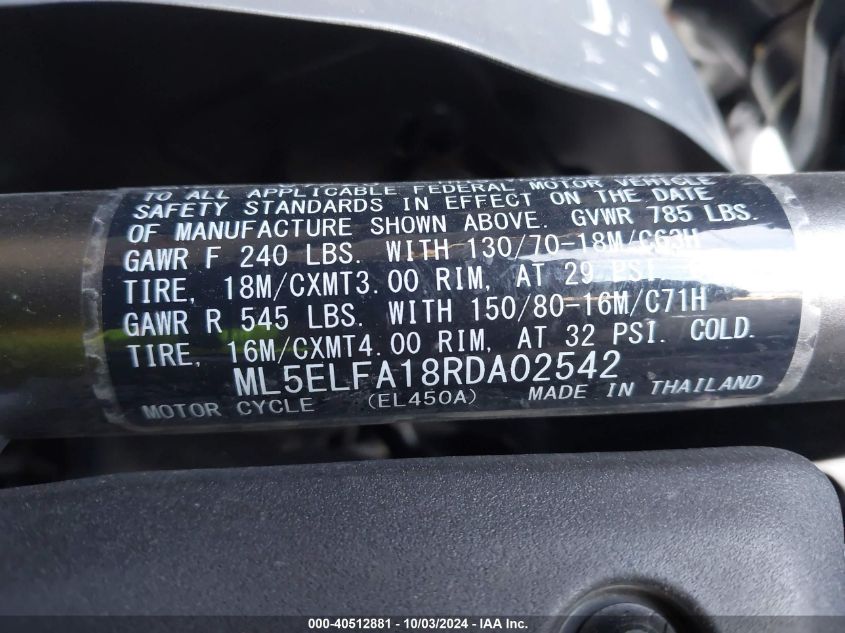 TO ALL APPLICABLE FEDERAL MOTOR VEHICLE
SAFETY STANDARDS IN EFFECT ON THE DATE
OF MANUFACTURE SHOWN ABOVE. GVWR 785 LBS.
GAWR F 240 LBS. WITH 130/70-18M/C63H
TIRE, 18M/CXMT3.00 RIM, AT 29 PSI
GAWR R 545 LBS. WITH 150/80-16M/C71H
TIRE, 16M/CXMT4.00 RIM, AT 32 PSI. COLD.
ML5ELFA18RDA02542
MOTOR CYCLE (EL450A) MADE IN THAILAND
000-40512881 - 10/03/2024 - IAAI.com